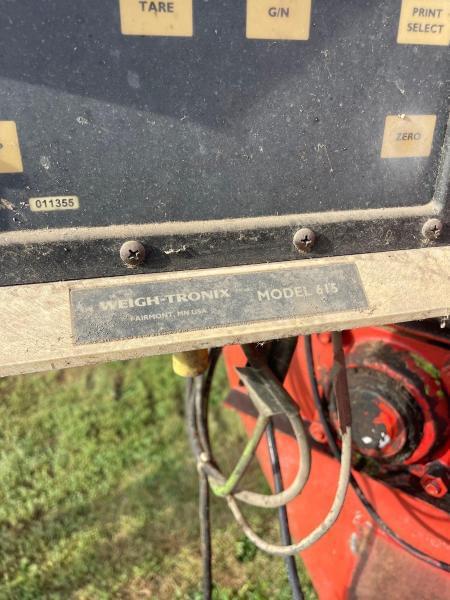 TARE
G/N
PRINT
SELECT
ZERO
011355
WEIGH-TRONIX
MODEL 615
FAIRMONT, MN USA